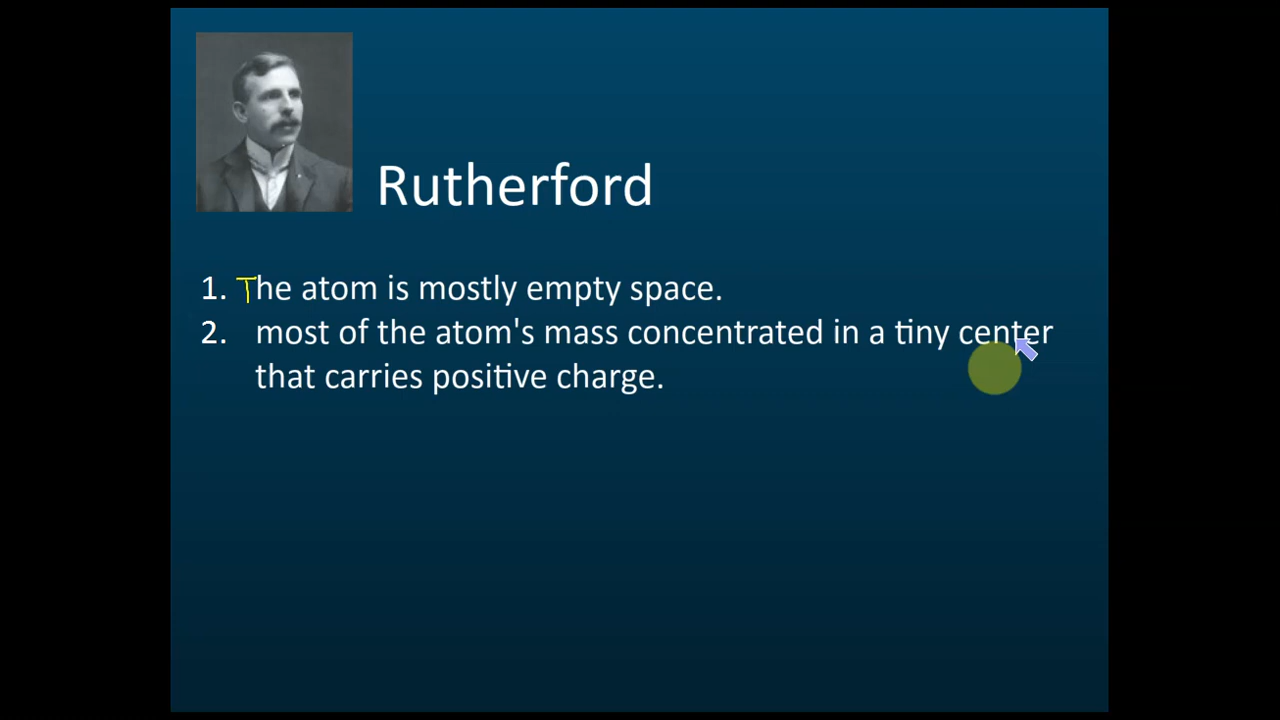 Rutherford
1. The atom is mostly empty space.
2. most of the atom's mass concentrated in a tiny center
that carries positive charge.